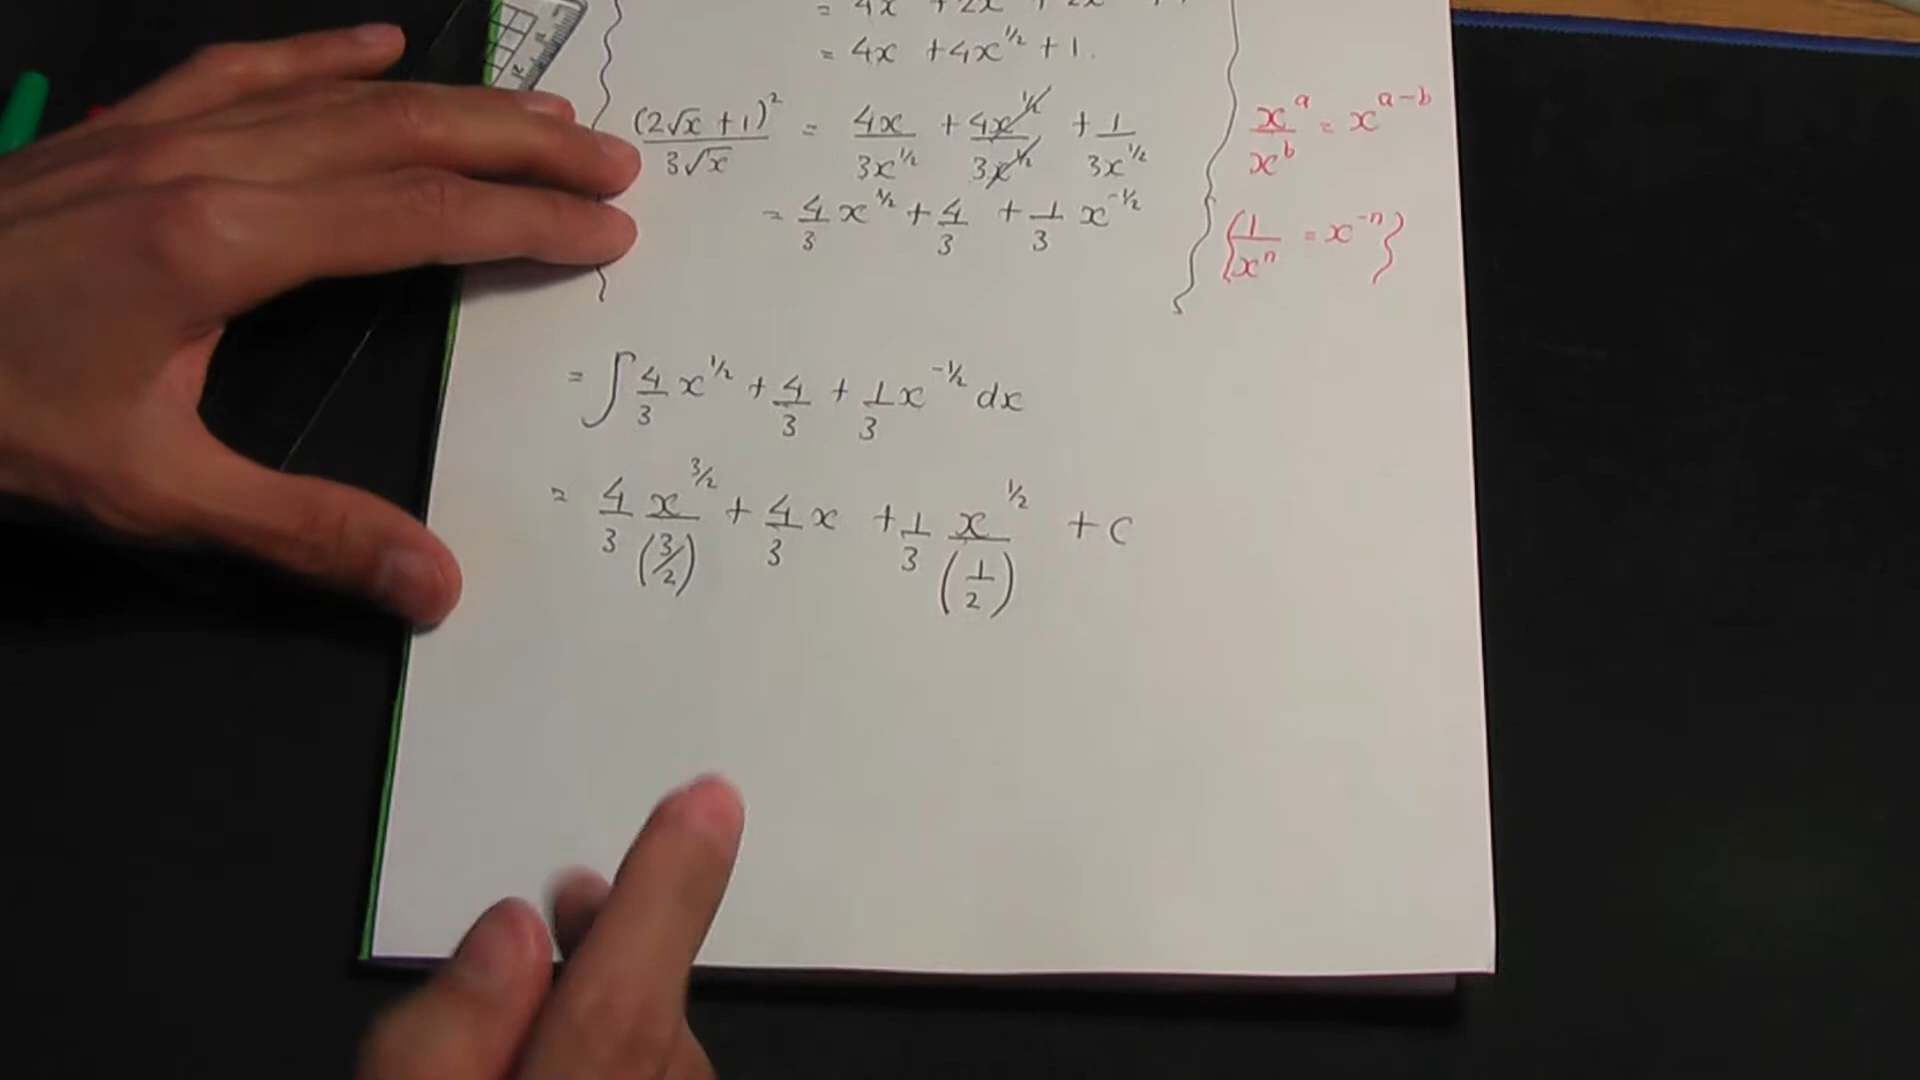 = 4x + 2x + 2x
= 4x + 4x^{1/2} + 1.
(2√x + 1)^2 / 3√x = 4x / 3x^{1/2} + 4x^{1/2} / 3x^{1/2} + 1 / 3x^{1/2}
= 4/3 x^{1/2} + 4/3 + 1/3 x^{-1/2}
x^a / x^b = x^{a-b}
{1 / x^n = x^{-n}}
= ∫ 4/3 x^{1/2} + 4/3 + 1/3 x^{-1/2} dx
= 4/3 x^{3/2} / (3/2) + 4/3 x + 1/3 x^{1/2} / (1/2) + c